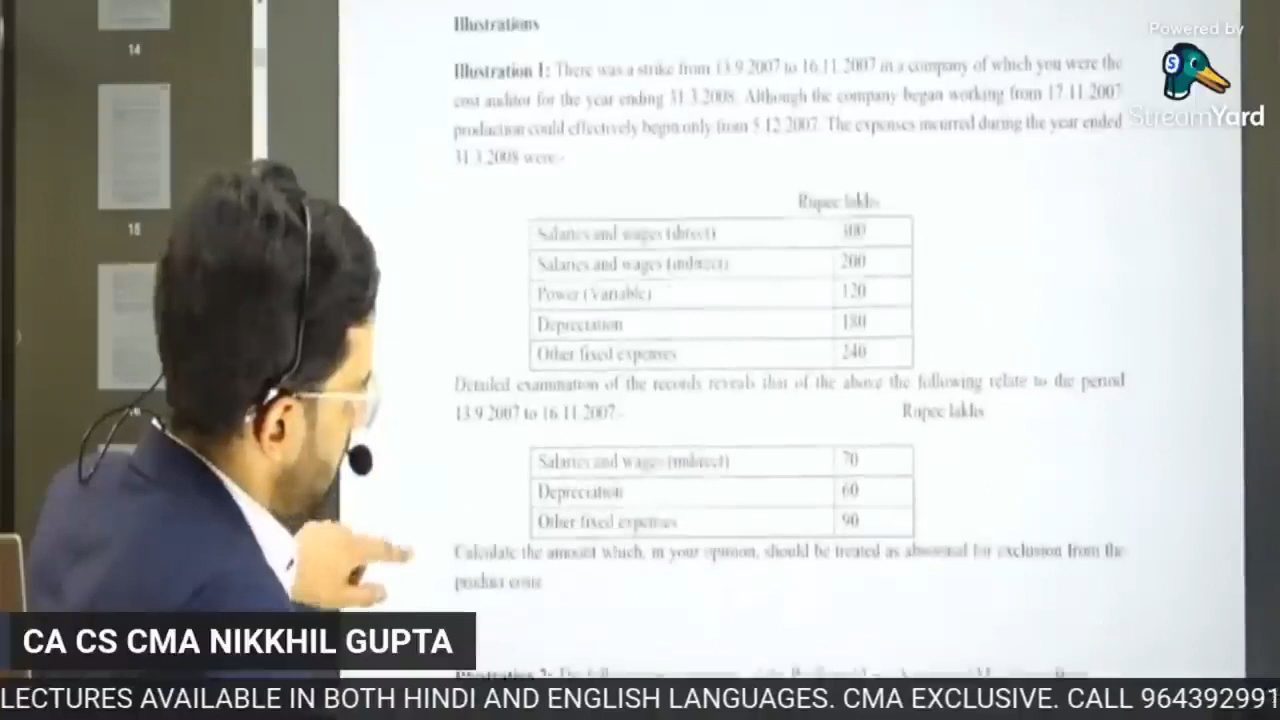 14
18
Illustrations
Powered by
StreamYard
Illustration 1: There was a strike from 13.9.2007 to 16.11.2007 in a company of which you were the
cost auditor for the year ending 31.3.2008. Although the company began working from 17.11.2007
production could effectively begin only from 5.12.2007. The expenses incurred during the year ended
31.3.2008 were:-
Rupee lakhs
Salaries and wages (direct)
Salaries and wages (indirect) 200
Power (Variable) 120
Depreciation 180
Other fixed expenses 240
Detailed examination of the records reveals that of the above the following relate to the period
13.9.2007 to 16.11.2007:-
Rupee lakhs
Salaries and wages (indirect) 70
Depreciation 60
Other fixed expenses 90
Calculate the amount which, in your opinion, should be treated as abnormal for exclusion from the
product costs
CA CS CMA NIKKHIL GUPTA
LECTURES AVAILABLE IN BOTH HINDI AND ENGLISH LANGUAGES. CMA EXCLUSIVE. CALL 964392991